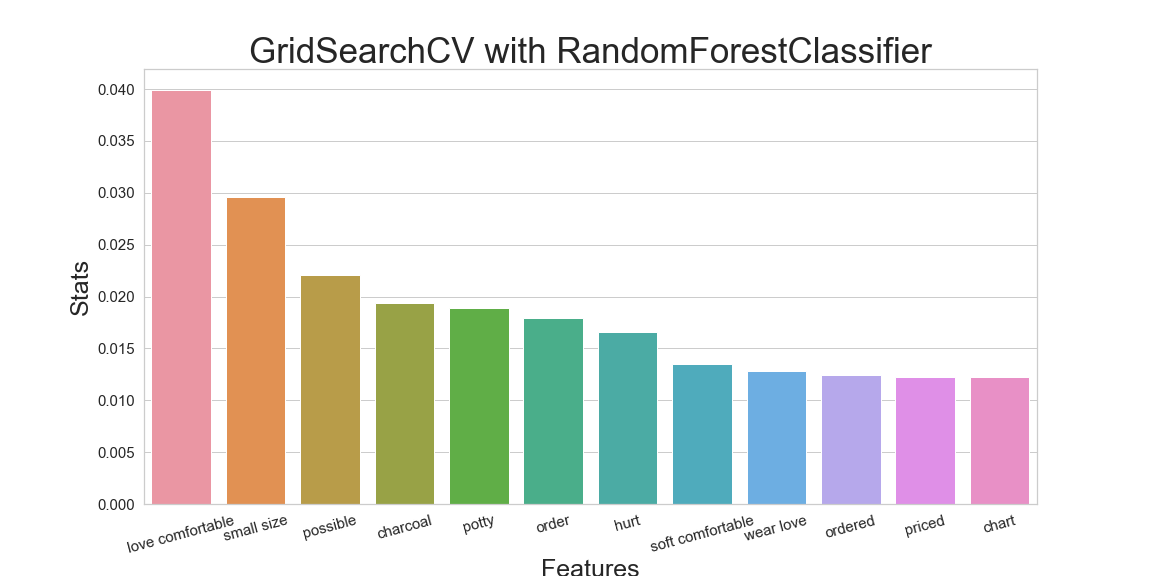 GridSearchCV with RandomForestClassifier
0.040
0.035
0.030
0.025
0.020
0.015
0.010
0.005
0.000
Stats
love comfortable
small size
possible
charcoal
potty
order
hurt
soft comfortable
wear love
ordered
priced
chart
Features